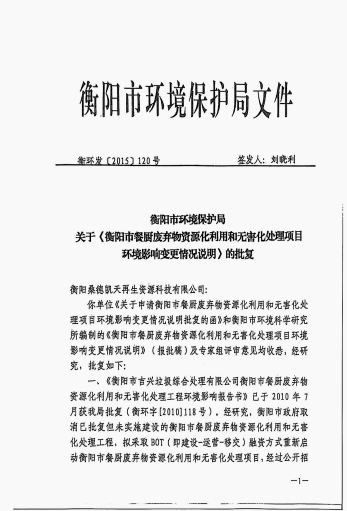 衡阳市环境保护局文件
衡环发〔2015〕120号 签发人：刘晓利
衡阳市环境保护局
关于《衡阳市餐厨废弃物资源化利用和无害化处理项目
环境影响变更情况说明》的批复
衡阳桑德凯天再生资源科技有限公司：
你单位《关于申请衡阳市餐厨废弃物资源化利用和无害化处
理项目环境影响变更情况说明批复的函》和衡阳市环境科学研究
所编制的《衡阳市餐厨废弃物资源化利用和无害化处理项目环境
影响变更情况说明》（报批稿）及专家组评审意见均收悉，经研
究，批复如下：
一、《衡阳市吉兴垃圾综合处理有限公司衡阳市餐厨废弃物
资源化利用和无害化处理工程环境影响报告书》已于 2010 年 7
月获我局批复（衡环字[2010]118 号）。经研究，衡阳市政府取
消已批复但未实施建设的衡阳市餐厨废弃物资源化利用和无害
化处理工程，拟采取 BOT（即建设-运营-移交）融资方式重新启
动衡阳市餐厨废弃物资源化利用和无害化处理项目，经过公开招
—1—